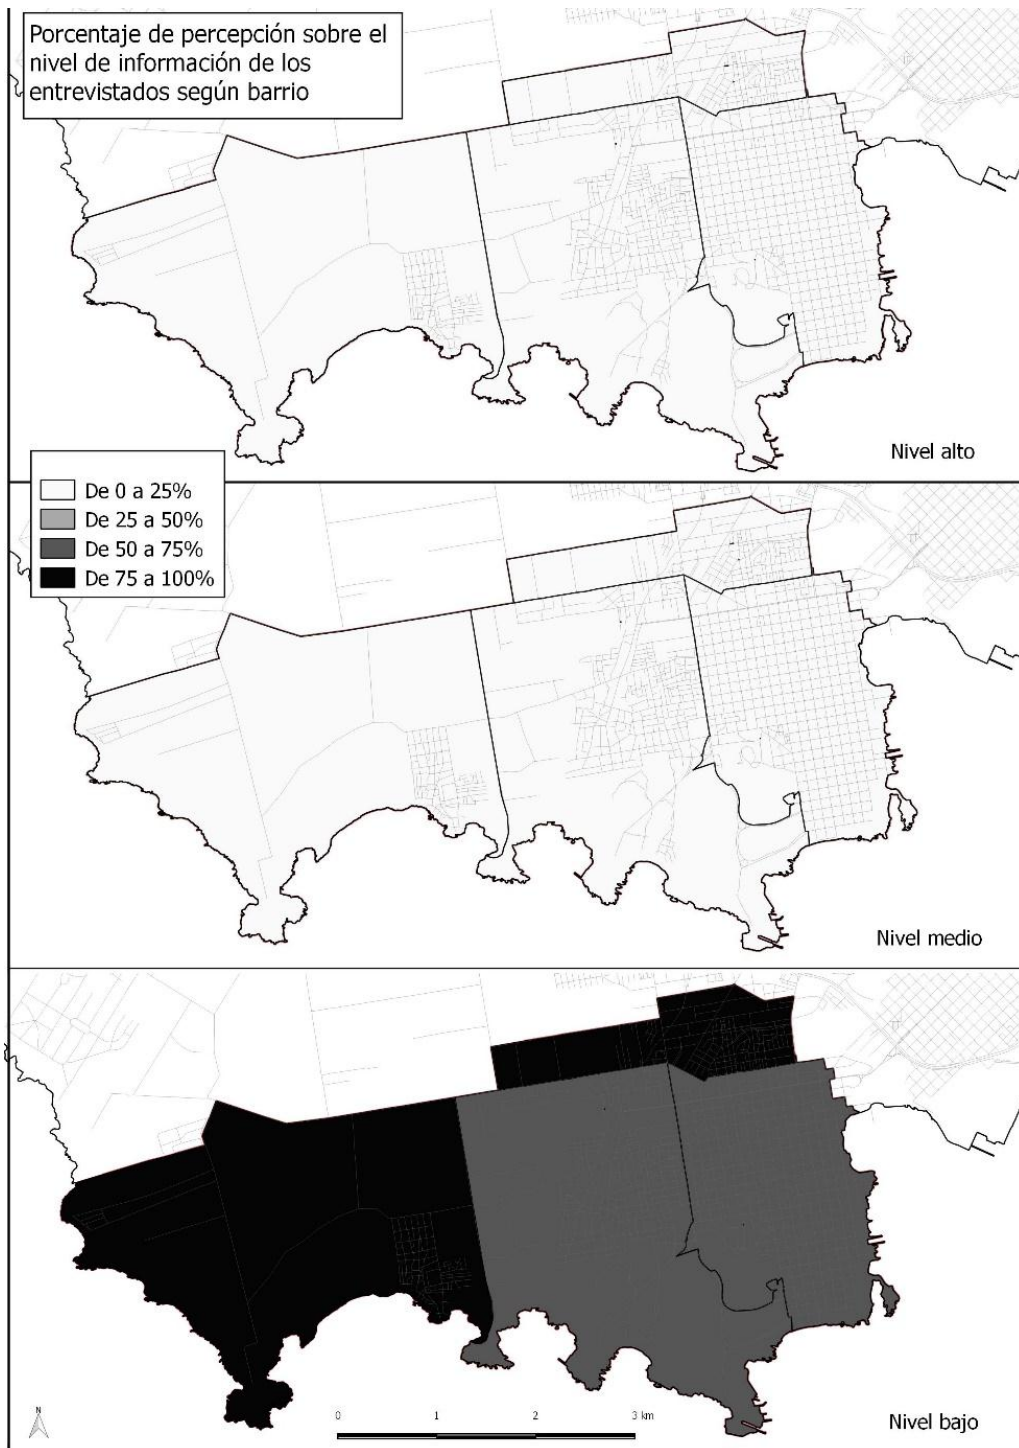 Porcentaje de percepción sobre el
nivel de información de los
entrevistados según barrio
Nivel alto
De 0 a 25%
De 25 a 50%
De 50 a 75%
De 75 a 100%
Nivel medio
N
0 1 2 3 km
Nivel bajo